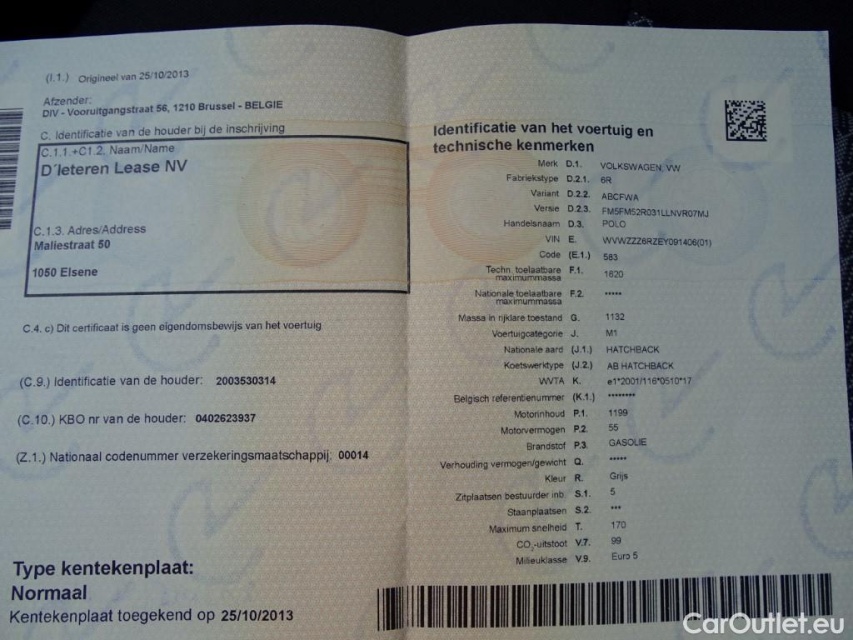 (I.1.) Origineel van 25/10/2013
Afzender:
DIV - Vooruitgangstraat 56, 1210 Brussel - BELGIE
C. Identificatie van de houder bij de inschrijving
C.1.1.+C1.2. Naam/Name
D'Ieteren Lease NV
C.1.3. Adres/Address
Maliestraat 50
1050 Elsene
C.4. c) Dit certificaat is geen eigendomsbewijs van het voertuig
(C.9.) Identificatie van de houder: 2003530314
(C.10.) KBO nr van de houder: 0402623937
(Z.1.) Nationaal codenummer verzekeringsmaatschappij: 00014
Type kentekenplaat:
Normaal
Kentekenplaat toegekend op 25/10/2013
Identificatie van het voertuig en
technische kenmerken
Merk D.1. VOLKSWAGEN, VW
Fabriekstype D.2.1. 6R
Variant D.2.2. ABCFWA
Versie D.2.3. FM5FM52R031LLNVR07MJ
Handelsnaam D.3. POLO
VIN E. WVWZZZ6RZEY091406(01)
Code (E.1.) 583
Techn. toelaatbare maximummassa F.1. 1620
Nationale toelaatbare maximummassa F.2. *****
Massa in rijklare toestand G. 1132
Voertuigcategorie J. M1
Nationale aard (J.1.) HATCHBACK
Koetswerktype (J.2.) AB HATCHBACK
WVTA K. e1*2001/116*0510*17
Belgisch referentienummer (K.1.) ********
Motorinhoud P.1. 1199
Motorvermogen P.2. 55
Brandstof P.3. GASOLIE
Verhouding vermogen/gewicht Q. *****
Kleur R. Grijs
Zitplaatsen bestuurder inb. S.1. 5
Staanplaatsen S.2. ***
Maximum snelheid T. 170
CO₂-uitstoot V.7. 99
Milieuklasse V.9. Euro 5
CarOutlet.eu